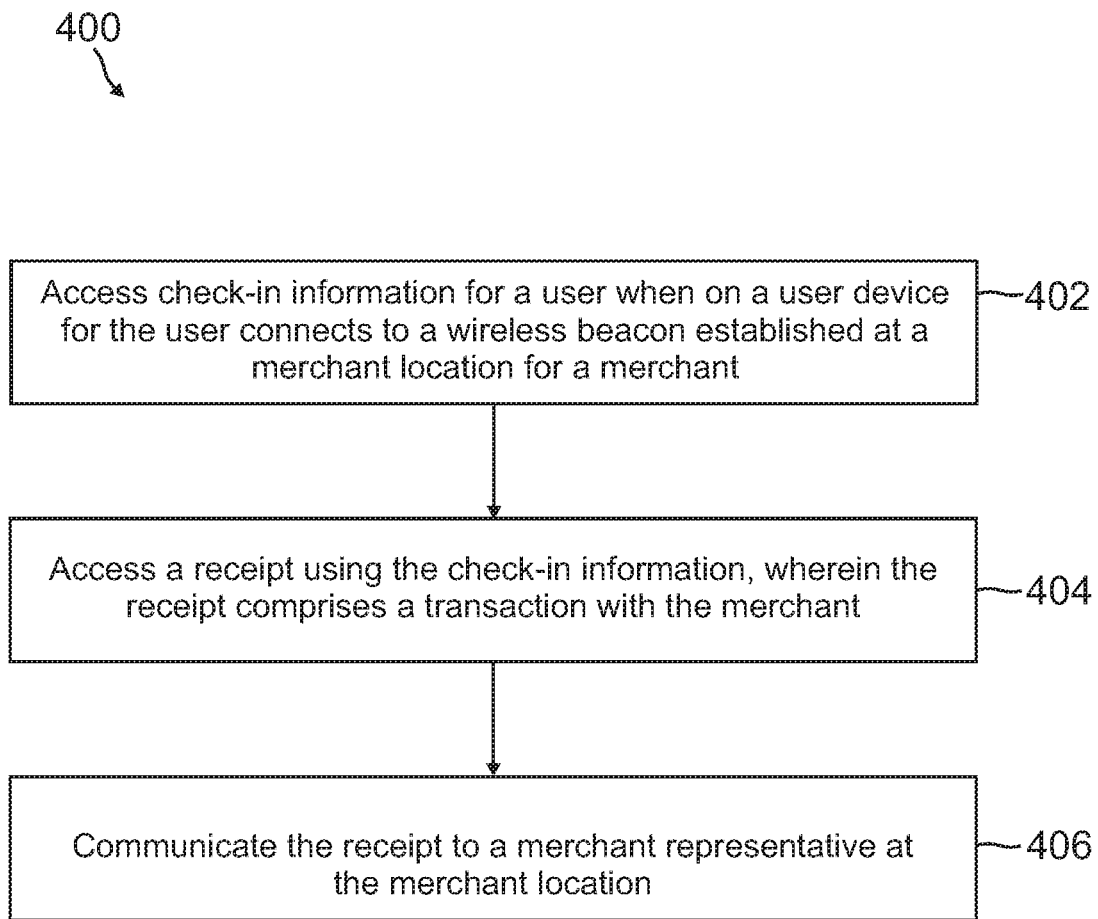 400
Access check-in information for a user when on a user device
for the user connects to a wireless beacon established at a
merchant location for a merchant
402
Access a receipt using the check-in information, wherein the
receipt comprises a transaction with the merchant
404
Communicate the receipt to a merchant representative at
the merchant location
406